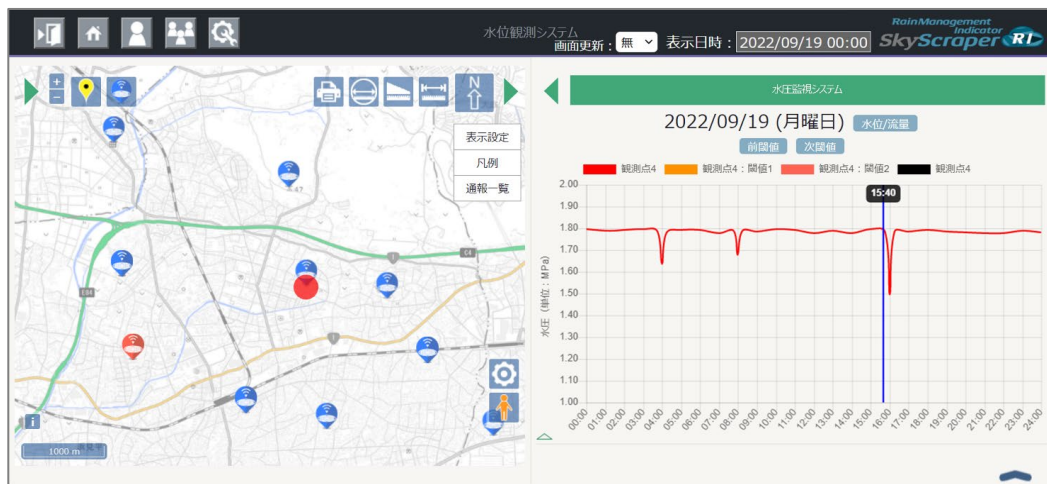 水位観測システム
画面更新： 無 表示日時： 2022/09/19 00:00
RainManagement
Indicator
SkyScraper RI
+
-
N
表示設定
凡例
通報一覧
47
E4
1
E84
1
i
1000 m
水圧監視システム
2022/09/19 (月曜日) 水位/流量
前閾値 次閾値
観測点4 観測点4：閾値1 観測点4：閾値2 観測点4
15:40
水圧 (単位：MPa)
2.00
1.90
1.80
1.70
1.60
1.50
1.40
1.30
1.20
1.10
1.00
00:00 01:00 02:00 03:00 04:00 05:00 06:00 07:00 08:00 09:00 10:00 11:00 12:00 13:00 14:00 15:00 16:00 17:00 18:00 19:00 20:00 21:00 22:00 23:00 24:00